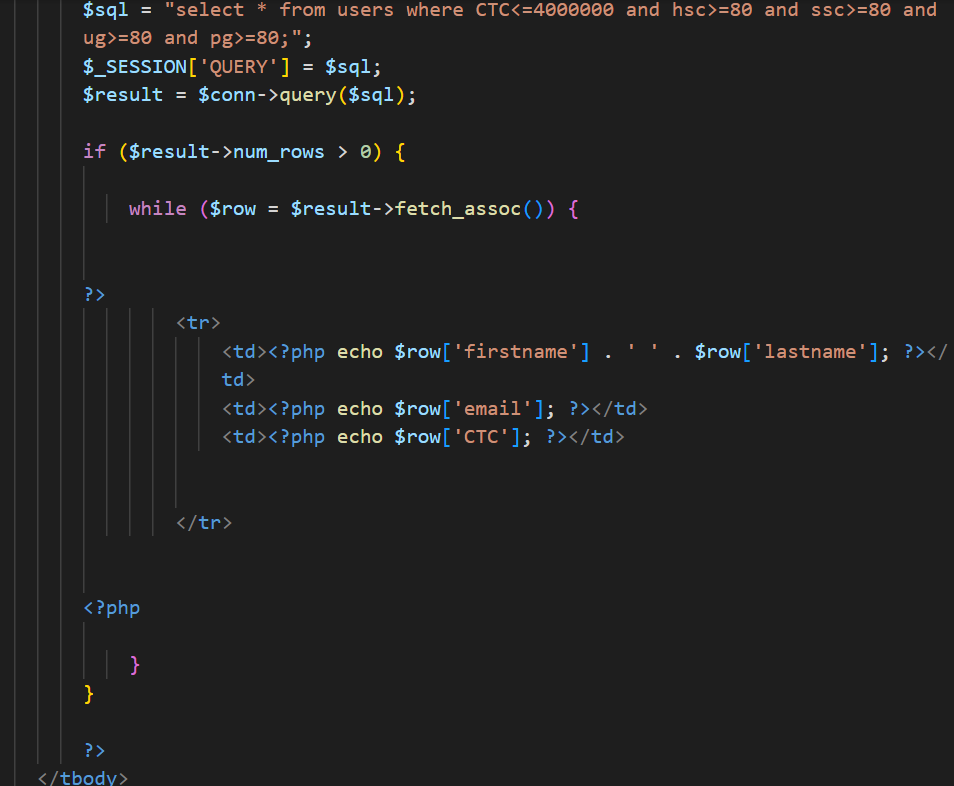 $sql = "select * from users where CTC<=4000000 and hsc>=80 and ssc>=80 and
ug>=80 and pg>=80;";
$_SESSION['QUERY'] = $sql;
$result = $conn->query($sql);
if ($result->num_rows > 0) {
while ($row = $result->fetch_assoc()) {
?>
<tr>
<td><?php echo $row['firstname'] . ' ' . $row['lastname']; ?></
td>
<td><?php echo $row['email']; ?></td>
<td><?php echo $row['CTC']; ?></td>
</tr>
<?php
}
}
?>
</tbody>